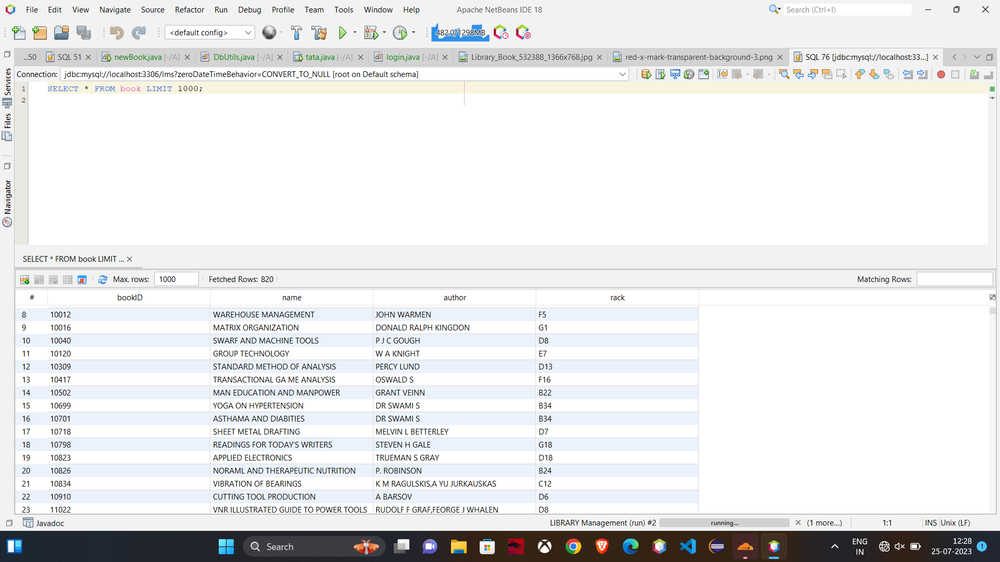 File Edit View Navigate Source Refactor Run Debug Profile Team Tools Window Help Apache NetBeans IDE 18 Search (Ctrl+I)
<default config> 482.0/1298MB
...50 SQL 51 newBook.java [-/A] DbUtils.java [-/A] tata.java [-/A] login.java [-/A] Library_Book_532388_1366x768.jpg red-x-mark-transparent-background-3.png SQL 76 [jdbc:mysql://localhost:33...]
Connection: jdbc:mysql://localhost:3306/lms?zeroDateTimeBehavior=CONVERT_TO_NULL [root on Default schema]
Services
Files
Navigator
1 SELECT * FROM book LIMIT 1000;
2
SELECT * FROM book LIMIT ...
Max. rows: 1000 Fetched Rows: 820 Matching Rows:
# bookID name author rack
8 10012 WAREHOUSE MANAGEMENT JOHN WARMEN F5
9 10016 MATRIX ORGANIZATION DONALD RALPH KINGDON G1
10 10040 SWARF AND MACHINE TOOLS P J C GOUGH D8
11 10120 GROUP TECHNOLOGY W A KNIGHT E7
12 10309 STANDARD METHOD OF ANALYSIS PERCY LUND D13
13 10417 TRANSACTIONAL GA ME ANALYSIS OSWALD S F16
14 10502 MAN EDUCATION AND MANPOWER GRANT VEINN B22
15 10699 YOGA ON HYPERTENSION DR SWAMI S B34
16 10701 ASTHAMA AND DIABITIES DR SWAMI S B34
17 10718 SHEET METAL DRAFTING MELVIN L BETTERLEY D7
18 10798 READINGS FOR TODAY'S WRITERS STEVEN H GALE G18
19 10823 APPLIED ELECTRONICS TRUEMAN S GRAY D18
20 10826 NORAML AND THERAPEUTIC NUTRITION P. ROBINSON B24
21 10834 VIBRATION OF BEARINGS K M RAGULSKIS,A YU JURKAUSKAS C12
22 10910 CUTTING TOOL PRODUCTION A BARSOV D6
23 11022 VNR ILLUSTRATED GUIDE TO POWER TOOLS RUDOLF F GRAF,FEORGE J WHALEN D8
Javadoc LIBRARY Management (run) #2 running... (1 more...) 1:1 INS Unix (LF)
Search ENG IN 12:28 25-07-2023 1